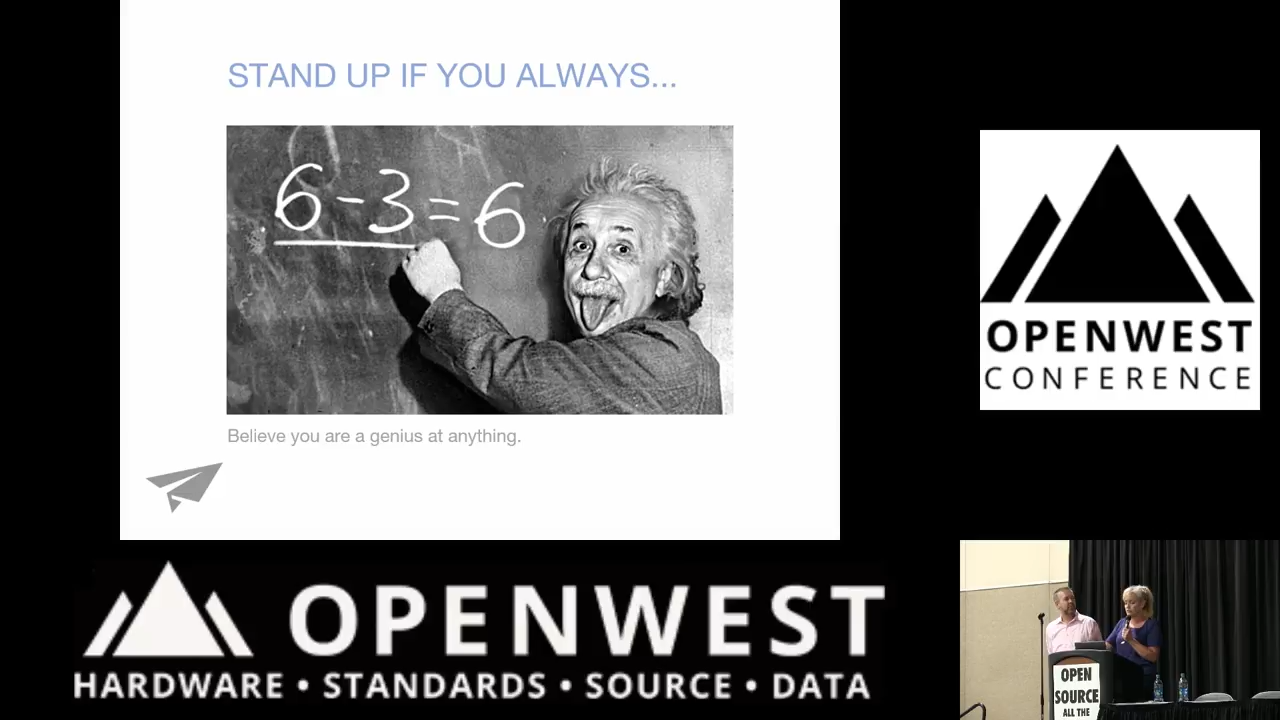 STAND UP IF YOU ALWAYS...
6-3=6
Believe you are a genius at anything.
OPENWEST
CONFERENCE
OPENWEST
HARDWARE • STANDARDS • SOURCE • DATA
OPEN
SOURCE
ALL THE